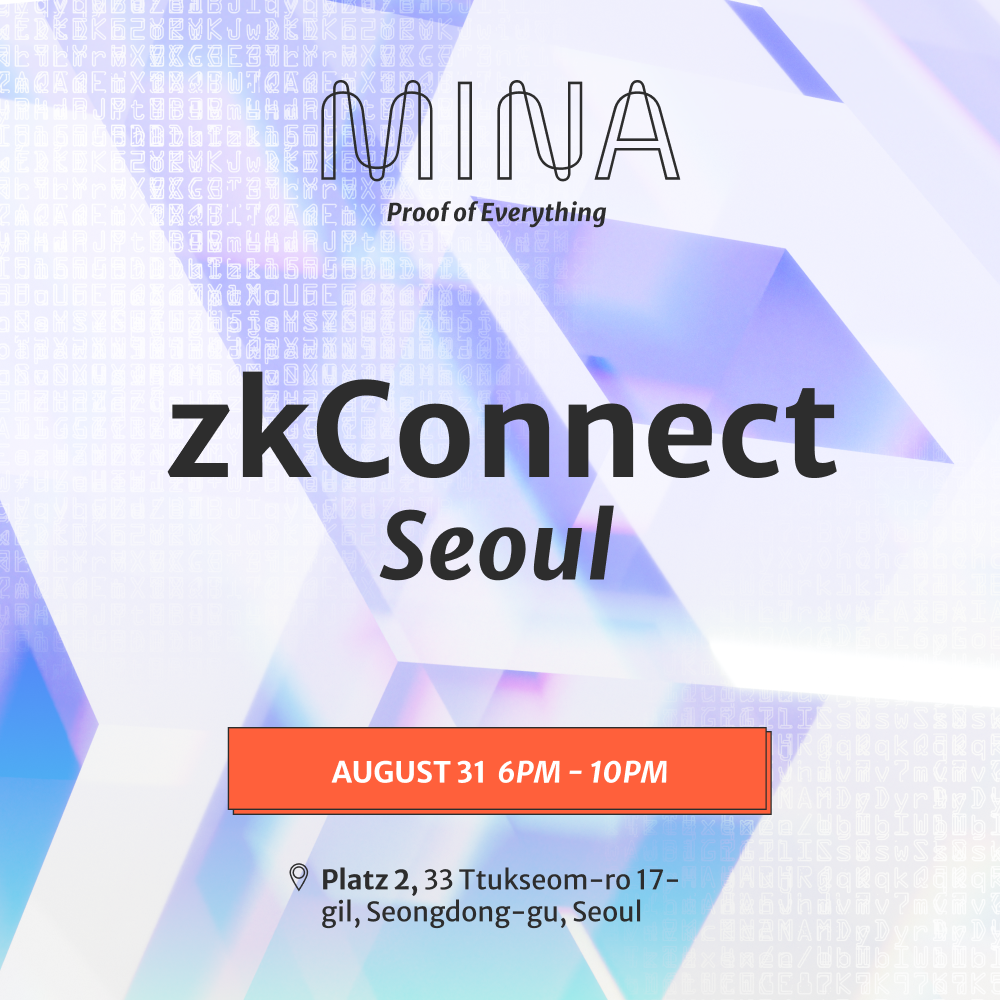 MINA
Proof of Everything
zkConnect
Seoul
AUGUST 31 6PM – 10PM
Platz 2, 33 Ttukseom-ro 17-
gil, Seongdong-gu, Seoul